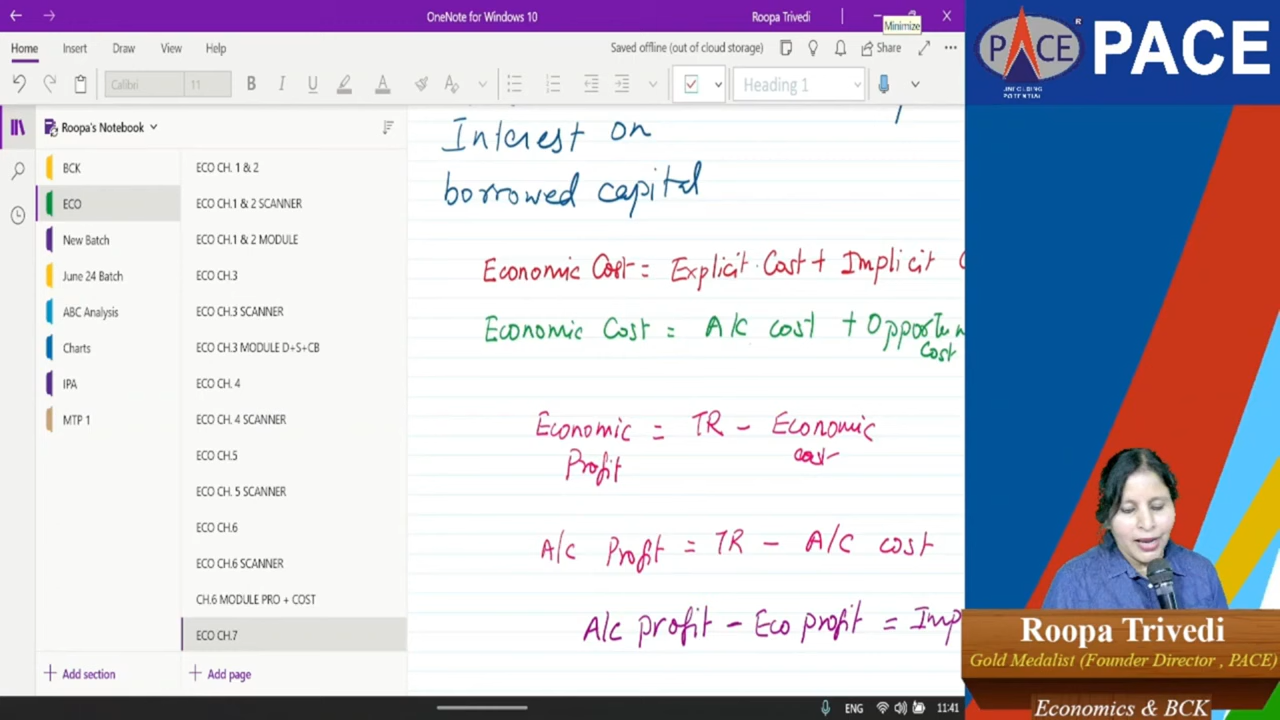 OneNote for Windows 10
Roopa Trivedi
Minimize
Home
Insert
Draw
View
Help
Saved offline (out of cloud storage)
Share
Calibri
11
B
I
U
Heading 1
Roopa's Notebook
BCK
ECO
New Batch
June 24 Batch
ABC Analysis
Charts
IPA
MTP 1
ECO CH. 1 & 2
ECO CH.1 & 2 SCANNER
ECO CH.1 & 2 MODULE
ECO CH.3
ECO CH.3 SCANNER
ECO CH.3 MODULE D+S+CB
ECO CH. 4
ECO CH. 4 SCANNER
ECO CH.5
ECO CH. 5 SCANNER
ECO CH.6
ECO CH.6 SCANNER
CH.6 MODULE PRO + COST
ECO CH.7
Add section
Add page
Interest on
borrowed capital
Economic Cost = Explicit Cost + Implicit C
Economic Cost = A/c cost + Opportun
Cost
Economic = TR - Economic
Profit cost
A/c Profit = TR - A/c cost
A/c profit - Eco profit = Imp
ENG
11:41
PACE
UNFOLDING
POTENTIAL
PACE
Roopa Trivedi
Gold Medalist (Founder Director , PACE)
Economics & BCK